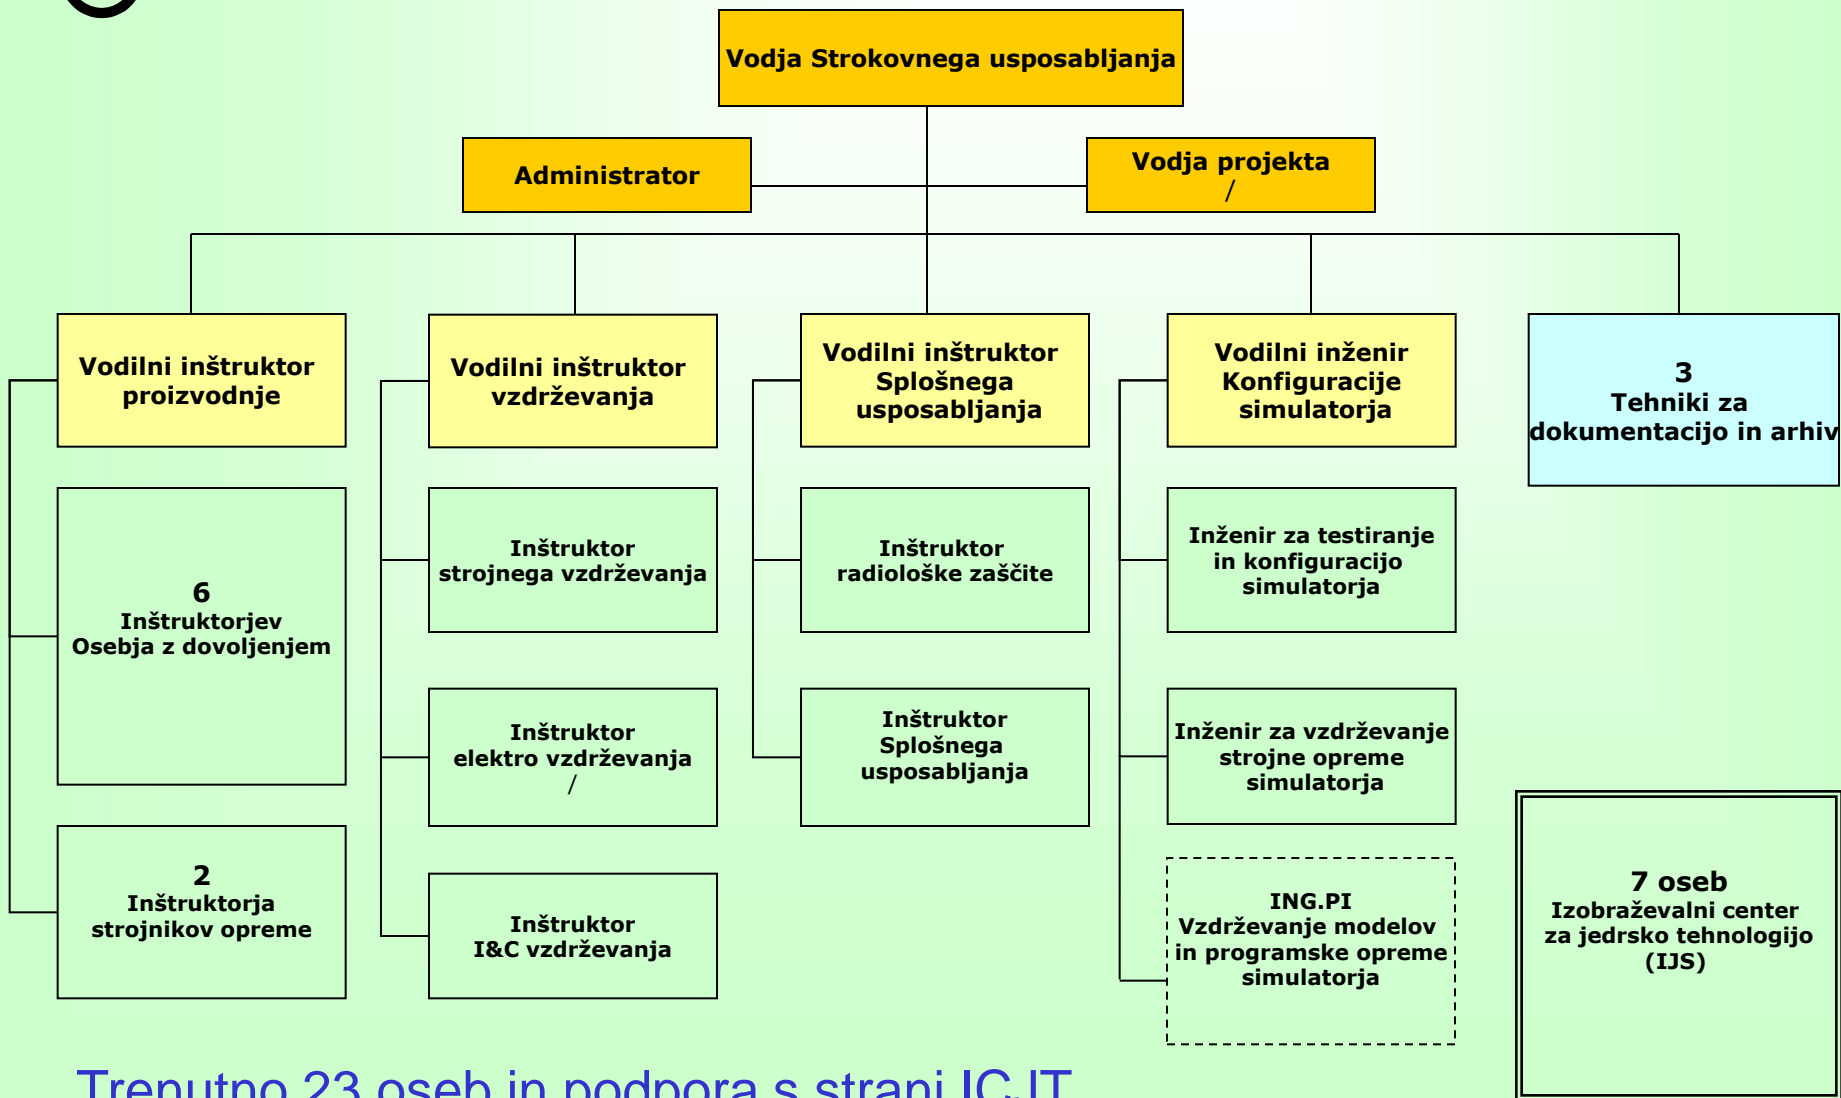 Vodja Strokovnega usposabljanja
Administrator
Vodja projekta
/
Vodilni inštruktor
proizvodnje
Vodilni inštruktor
vzdrževanja
Vodilni inštruktor
Splošnega
usposabljanja
Vodilni inženir
Konfiguracije
simulatorja
3
Tehniki za
dokumentacijo in arhiv
6
Inštruktorjev
Osebja z dovoljenjem
Inštruktor
strojnega vzdrževanja
Inštruktor
radiološke zaščite
Inženir za testiranje
in konfiguracijo
simulatorja
Inštruktor
elektro vzdrževanja
/
Inštruktor
Splošnega
usposabljanja
Inženir za vzdrževanje
strojne opreme
simulatorja
2
Inštruktorja
strojnikov opreme
Inštruktor
I&C vzdrževanja
ING.PI
Vzdrževanje modelov
in programske opreme
simulatorja
7 oseb
Izobraževalni center
za jedrsko tehnologijo
(IJS)
Trenutno 23 oseb in podpora s strani ICJT